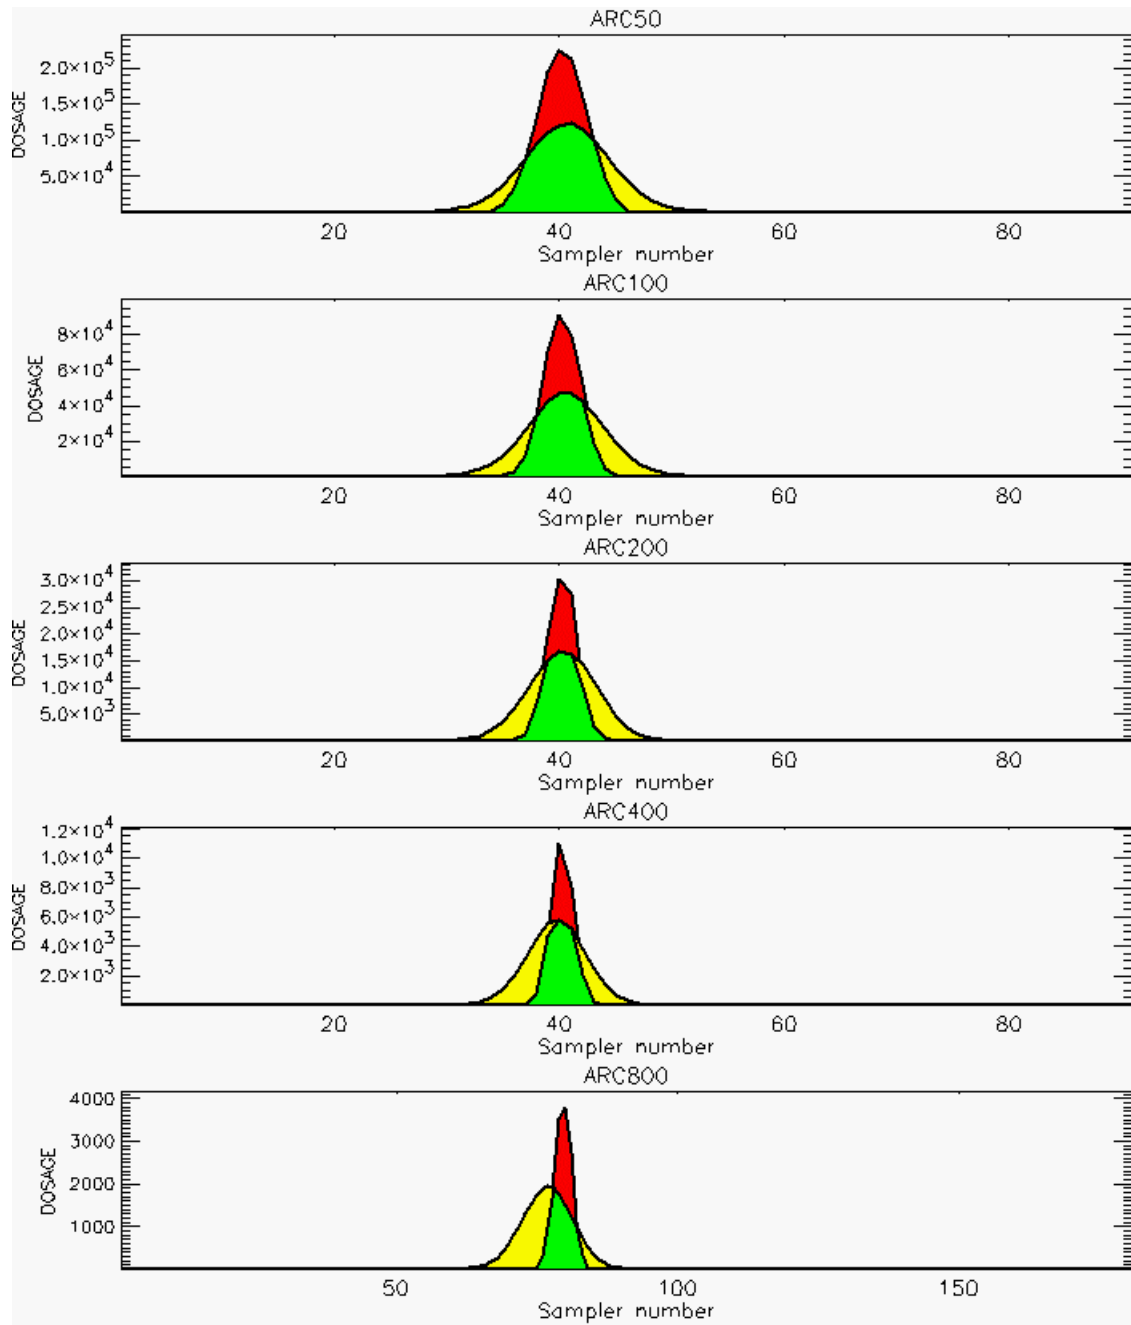 ARC50
2.0×10⁵
1.5×10⁵
1.0×10⁵
5.0×10⁴
DOSAGE
20 40 60 80
Sampler number
ARC100
8×10⁴
6×10⁴
4×10⁴
2×10⁴
DOSAGE
20 40 60 80
Sampler number
ARC200
3.0×10⁴
2.5×10⁴
2.0×10⁴
1.5×10⁴
1.0×10⁴
5.0×10³
DOSAGE
20 40 60 80
Sampler number
ARC400
1.2×10⁴
1.0×10⁴
8.0×10³
6.0×10³
4.0×10³
2.0×10³
DOSAGE
20 40 60 80
Sampler number
ARC800
4000
3000
2000
1000
DOSAGE
50 100 150
Sampler number